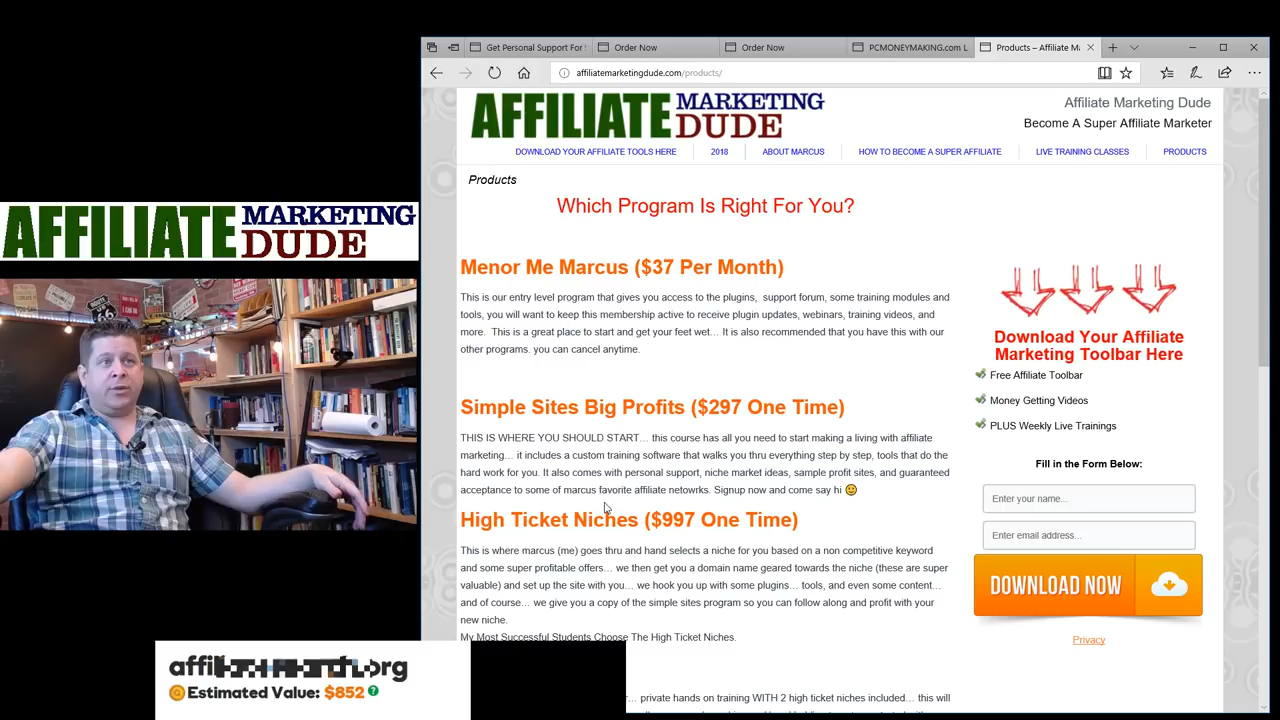 Get Personal Support For
Order Now
Order Now
PCMONEYMAKING.com L
Products – Affiliate Ma
affiliatemarketingdude.com/products/
AFFILIATE MARKETING DUDE
Affiliate Marketing Dude
Become A Super Affiliate Marketer
DOWNLOAD YOUR AFFILIATE TOOLS HERE
2018
ABOUT MARCUS
HOW TO BECOME A SUPER AFFILIATE
LIVE TRAINING CLASSES
PRODUCTS
Products
Which Program Is Right For You?
Menor Me Marcus ($37 Per Month)
This is our entry level program that gives you access to the plugins, support forum, some training modules and
tools, you will want to keep this membership active to receive plugin updates, webinars, training videos, and
more. This is a great place to start and get your feet wet… It is also recommended that you have this with our
other programs. you can cancel anytime.
Simple Sites Big Profits ($297 One Time)
THIS IS WHERE YOU SHOULD START… this course has all you need to start making a living with affiliate
marketing… it includes a custom training software that walks you thru everything step by step, tools that do the
hard work for you. It also comes with personal support, niche market ideas, sample profit sites, and guaranteed
acceptance to some of marcus favorite affiliate netowrks. Signup now and come say hi
High Ticket Niches ($997 One Time)
This is where marcus (me) goes thru and hand selects a niche for you based on a non competitive keyword
and some super profitable offers… we then get you a domain name geared towards the niche (these are super
valuable) and set up the site with you… we hook you up with some plugins… tools, and even some content…
and of course… we give you a copy of the simple sites program so you can follow along and profit with your
new niche.
My Most Successful Students Choose The High Ticket Niches.
private hands on training WITH 2 high ticket niches included… this will
Download Your Affiliate
Marketing Toolbar Here
Free Affiliate Toolbar
Money Getting Videos
PLUS Weekly Live Trainings
Fill in the Form Below:
Enter your name...
Enter email address...
DOWNLOAD NOW
Privacy
AFFILIATE MARKETING DUDE
ROUTE 66
affil
org
Estimated Value: $852